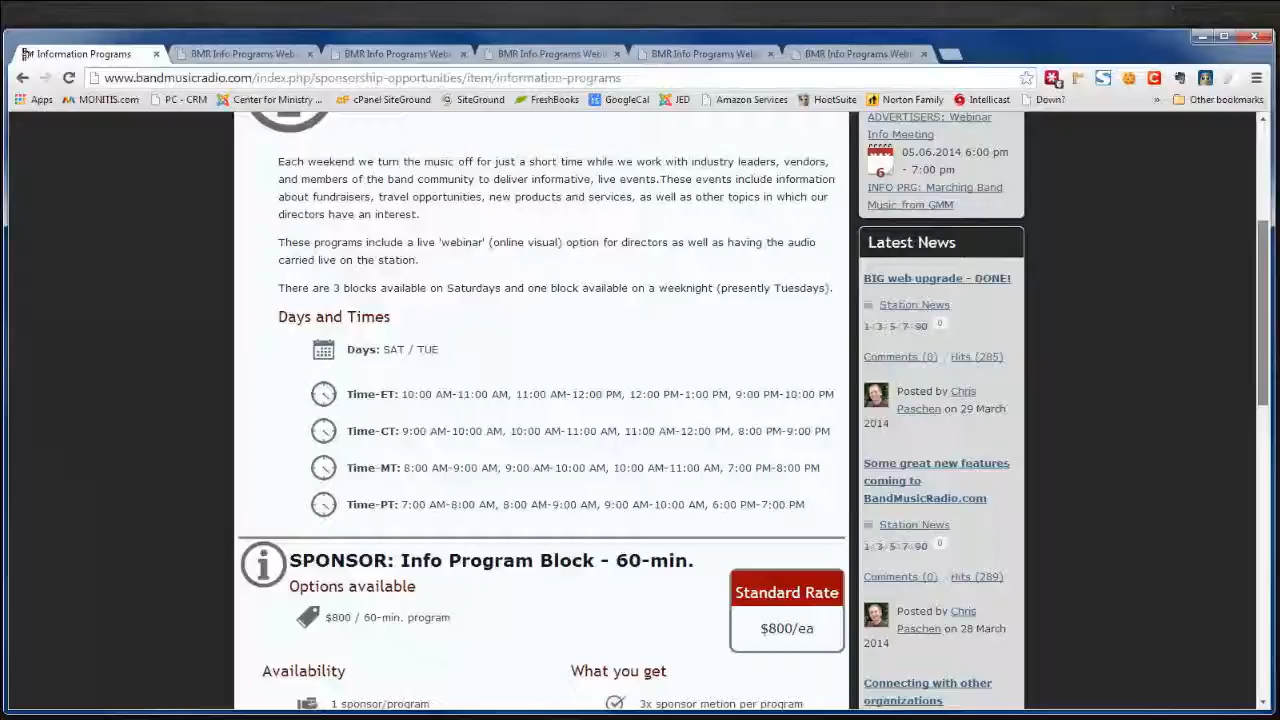 Information Programs
BMR Info Programs Web
BMR Info Programs Web
BMR Info Programs Web
BMR Info Programs Web
BMR Info Programs Web
www.bandmusicradio.com/index.php/sponsorship-opportunities/item/information-programs
Apps
MONITIS.com
PC - CRM
Center for Ministry ...
cPanel SiteGround
SiteGround
FreshBooks
GoogleCal
JED
Amazon Services
HootSuite
Norton Family
Intellicast
Down?
»
Other bookmarks
Each weekend we turn the music off for just a short time while we work with industry leaders, vendors,
and members of the band community to deliver informative, live events.These events include information
about fundraisers, travel opportunities, new products and services, as well as other topics in which our
directors have an interest.
These programs include a live 'webinar' (online visual) option for directors as well as having the audio
carried live on the station.
There are 3 blocks available on Saturdays and one block available on a weeknight (presently Tuesdays).
Days and Times
Days: SAT / TUE
Time-ET: 10:00 AM-11:00 AM, 11:00 AM-12:00 PM, 12:00 PM-1:00 PM, 9:00 PM-10:00 PM
Time-CT: 9:00 AM-10:00 AM, 10:00 AM-11:00 AM, 11:00 AM-12:00 PM, 8:00 PM-9:00 PM
Time-MT: 8:00 AM-9:00 AM, 9:00 AM-10:00 AM, 10:00 AM-11:00 AM, 7:00 PM-8:00 PM
Time-PT: 7:00 AM-8:00 AM, 8:00 AM-9:00 AM, 9:00 AM-10:00 AM, 6:00 PM-7:00 PM
SPONSOR: Info Program Block - 60-min.
Options available
$800 / 60-min. program
Standard Rate
$800/ea
Availability
1 sponsor/program
What you get
3x sponsor metion per program
ADVERTISERS: Webinar
Info Meeting
6
05.06.2014 6:00 pm
- 7:00 pm
INFO PRG: Marching Band
Music from GMM
Latest News
BIG web upgrade - DONE!
Station News
1 3 5 7 90 0
Comments (0) Hits (285)
Posted by Chris
Paschen on 29 March
2014
Some great new features
coming to
BandMusicRadio.com
Station News
1 3 5 7 90 0
Comments (0) Hits (289)
Posted by Chris
Paschen on 28 March
2014
Connecting with other
organizations